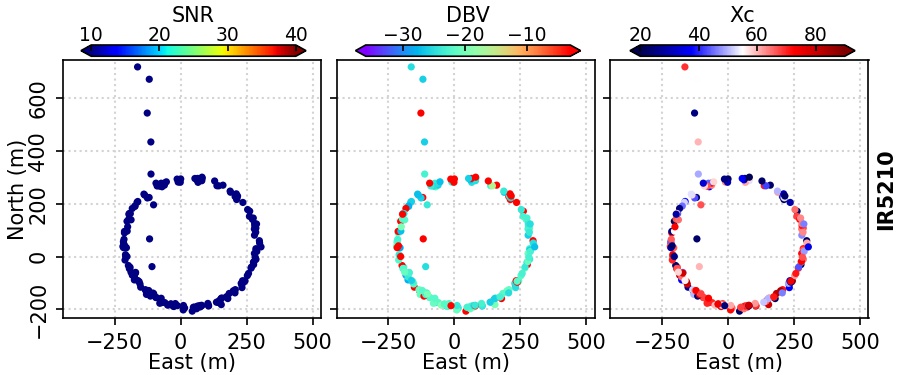 SNR DBV Xc
10 20 30 40 −30 −20 −10 20 40 60 80
North (m)
600
400
200
0
−200
−250 0 250 500 −250 0 250 500 −250 0 250 500
East (m) East (m) East (m)
IR5210